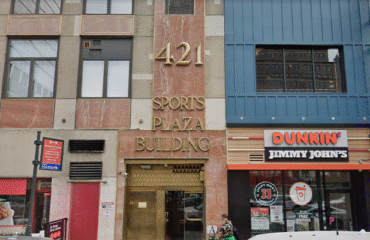 421
SPORTS
PLAZA
BUILDING
DUNKIN'
JIMMY JOHN'S